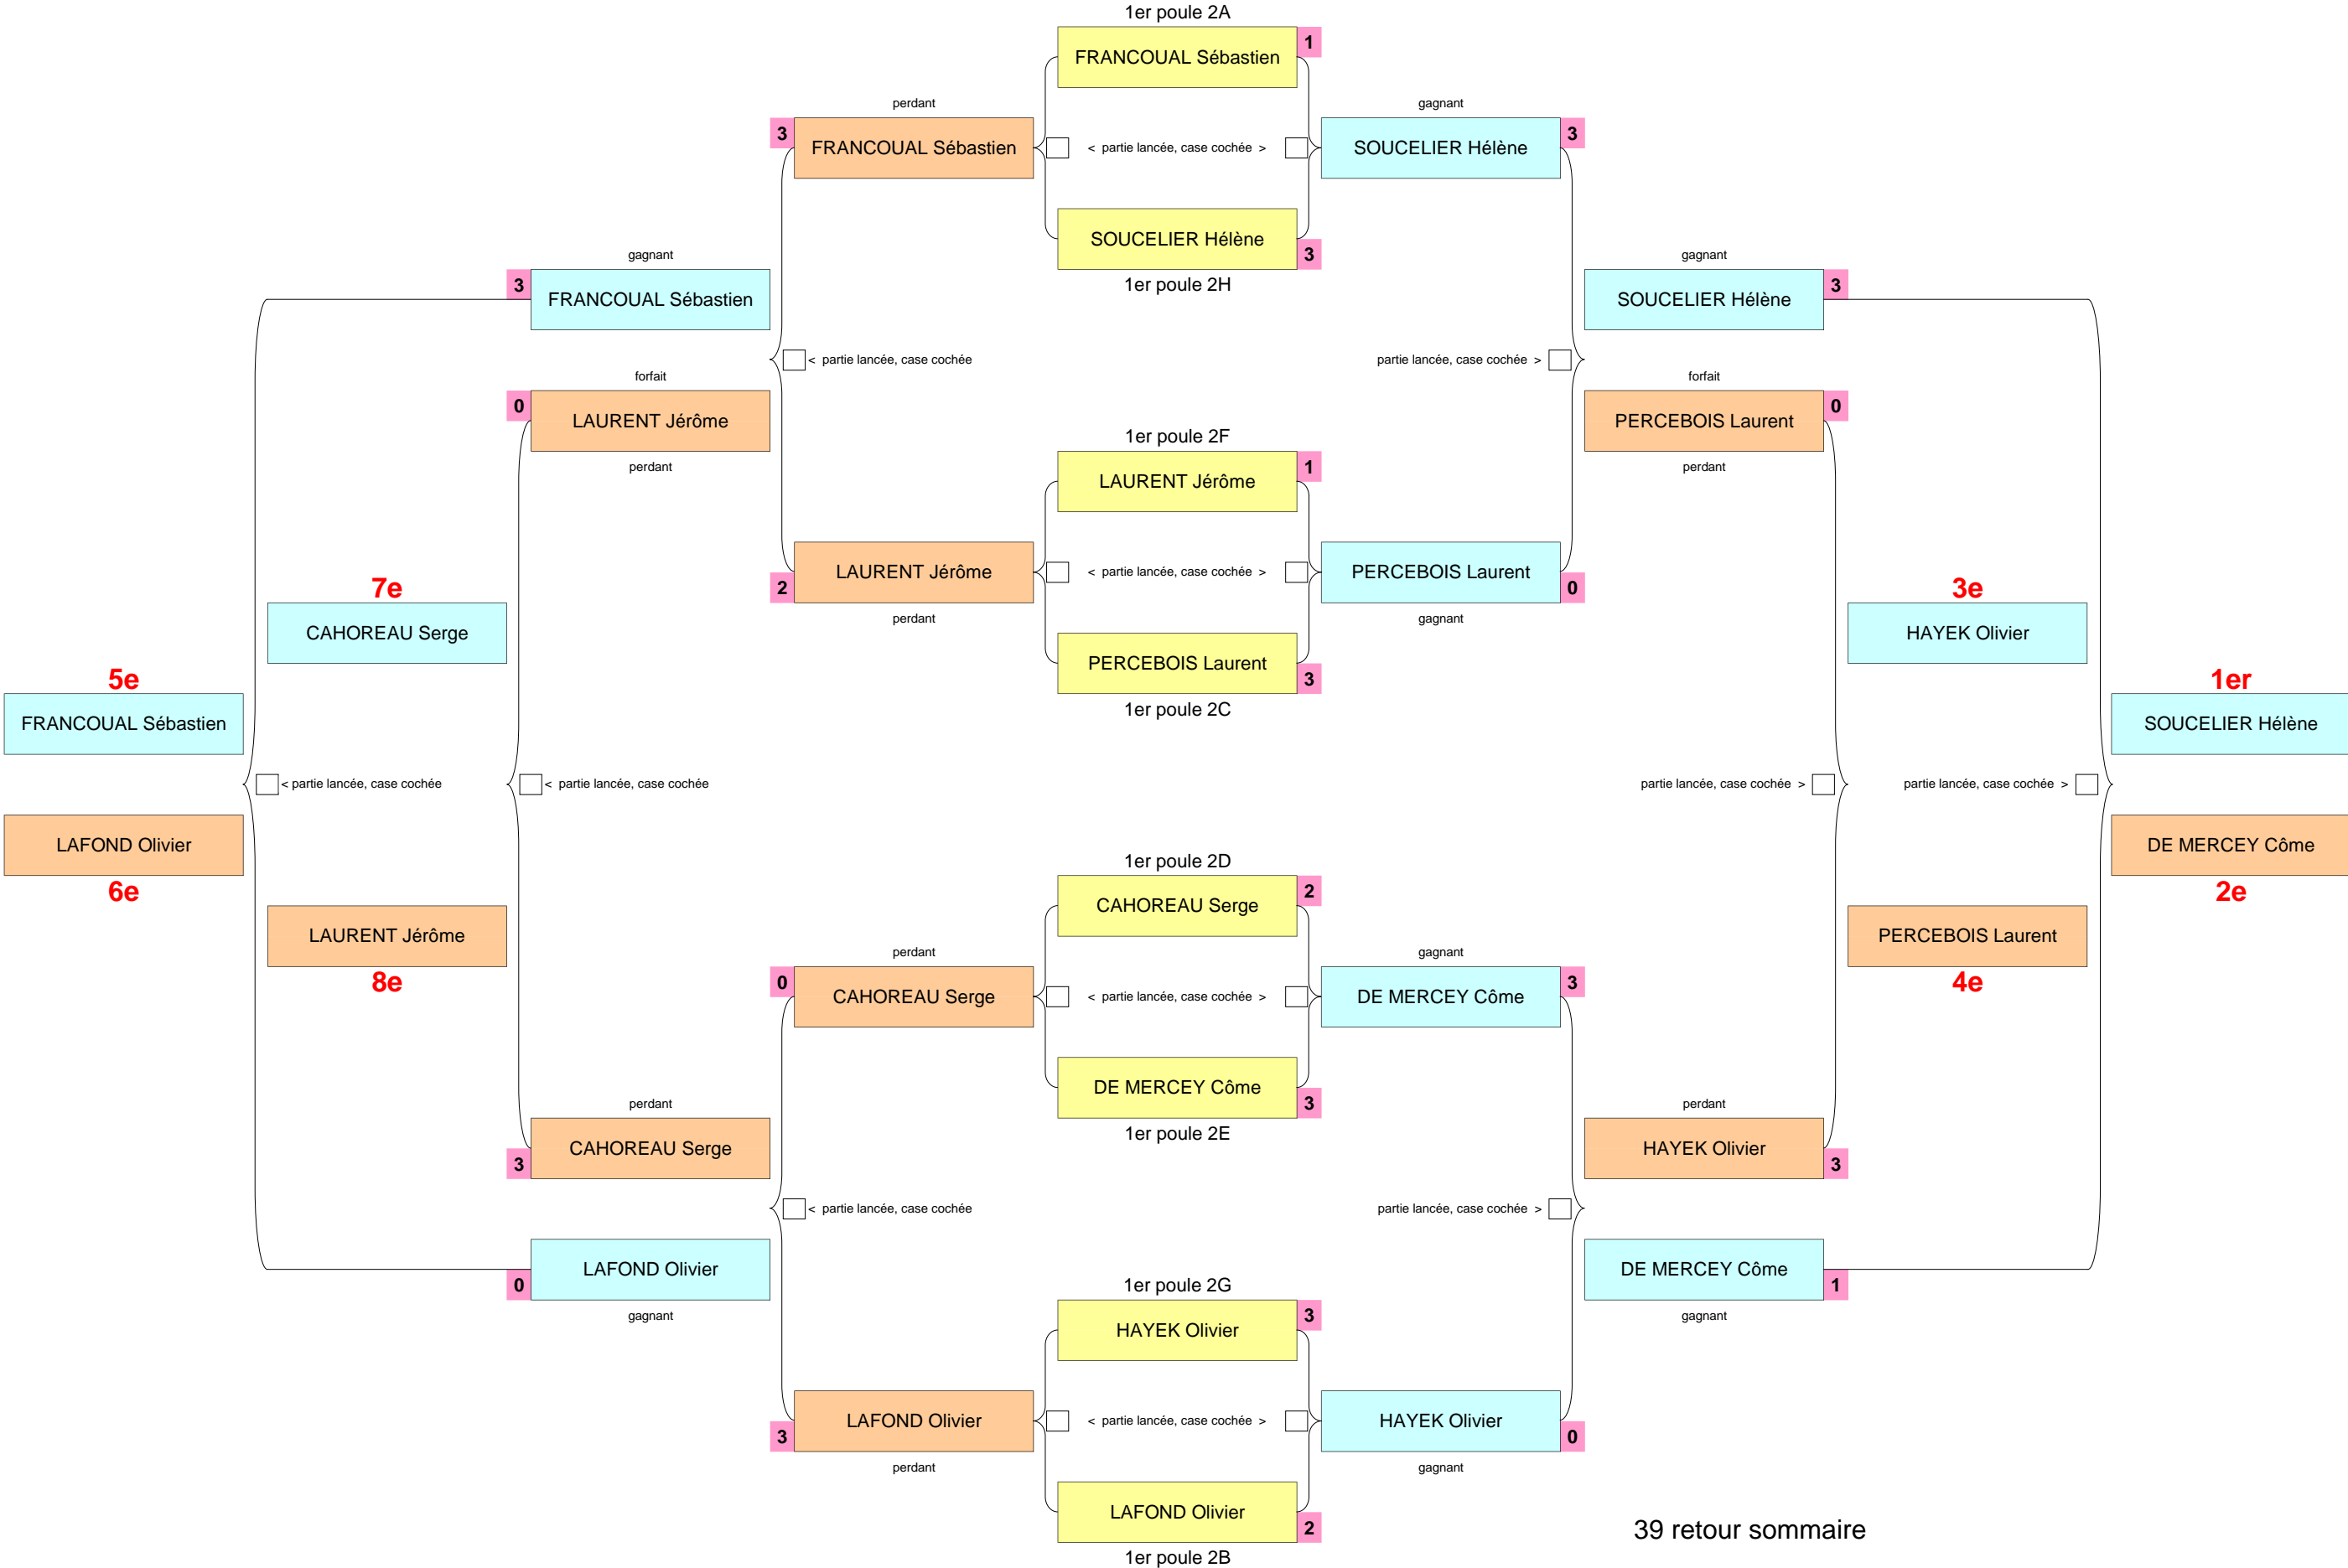 1er poule 2A
FRANCOUAL Sébastien 1
perdant gagnant
3 FRANCOUAL Sébastien < partie lancée, case cochée > SOUCELIER Hélène 3
SOUCELIER Hélène 3
1er poule 2H
gagnant gagnant
3 FRANCOUAL Sébastien SOUCELIER Hélène 3
< partie lancée, case cochée partie lancée, case cochée >
forfait forfait
0 LAURENT Jérôme PERCEBOIS Laurent 0
perdant perdant
1er poule 2F
LAURENT Jérôme 1
2 LAURENT Jérôme < partie lancée, case cochée > PERCEBOIS Laurent 0
perdant gagnant
PERCEBOIS Laurent 3
1er poule 2C
7e 3e
CAHOREAU Serge HAYEK Olivier
5e 1er
FRANCOUAL Sébastien SOUCELIER Hélène
< partie lancée, case cochée < partie lancée, case cochée partie lancée, case cochée > partie lancée, case cochée >
LAFOND Olivier DE MERCEY Côme
6e 2e
LAURENT Jérôme PERCEBOIS Laurent
8e 4e
1er poule 2D
CAHOREAU Serge 2
perdant gagnant
0 CAHOREAU Serge < partie lancée, case cochée > DE MERCEY Côme 3
DE MERCEY Côme 3
1er poule 2E
perdant perdant
3 CAHOREAU Serge HAYEK Olivier 3
< partie lancée, case cochée partie lancée, case cochée >
0 LAFOND Olivier DE MERCEY Côme 1
gagnant gagnant
1er poule 2G
HAYEK Olivier 3
3 LAFOND Olivier < partie lancée, case cochée > HAYEK Olivier 0
perdant gagnant
LAFOND Olivier 2
1er poule 2B
39 retour sommaire